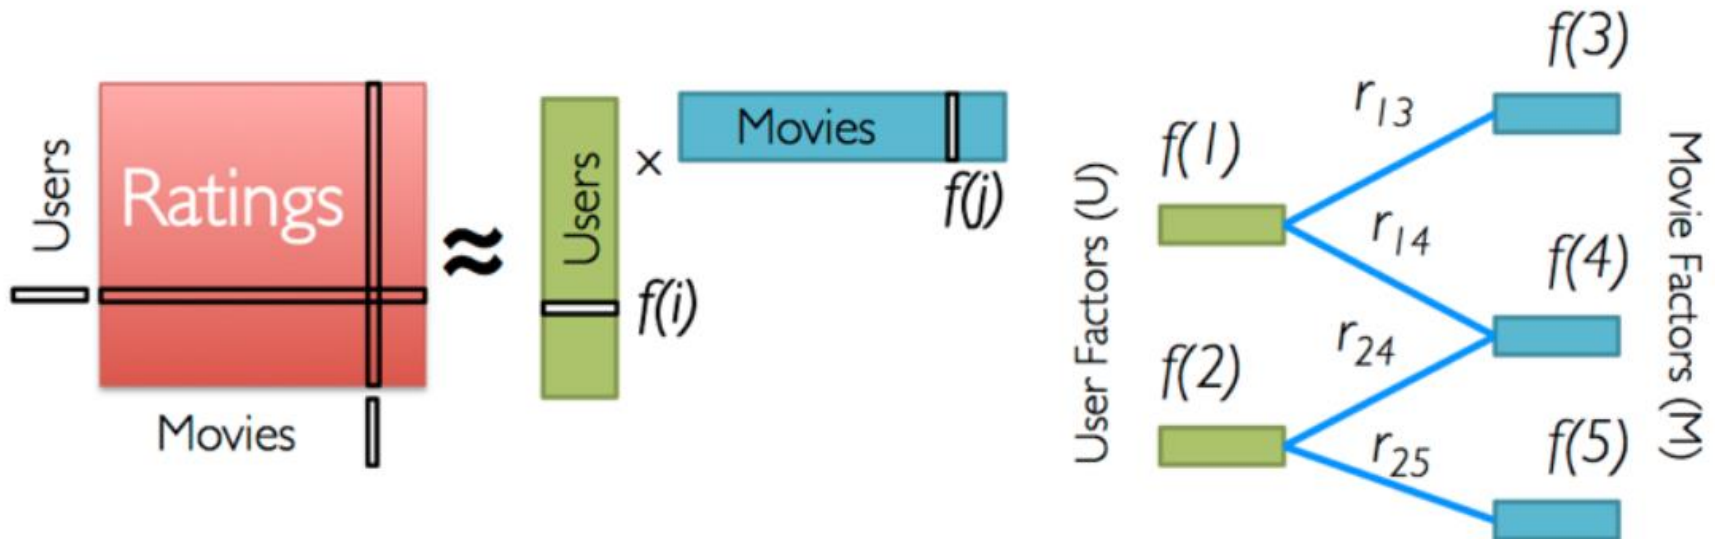 Users
Ratings
Movies
≈
Users
f(i)
x
Movies
f(j)
User Factors (U)
f(1)
f(2)
r13
r14
r24
r25
f(3)
f(4)
f(5)
Movie Factors (M)